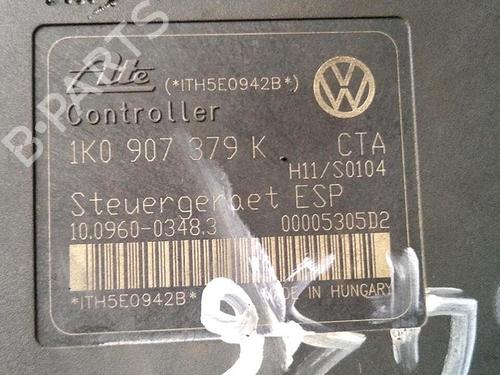 Ate (*ITH5E0942B*)
Controller
1K0 907 379 K CTA
H11/S0104
Steuergeraet ESP
10.0960-0348.3 00005305D2
*ITH5E0942B* MADE IN HUNGARY
B-PARTS